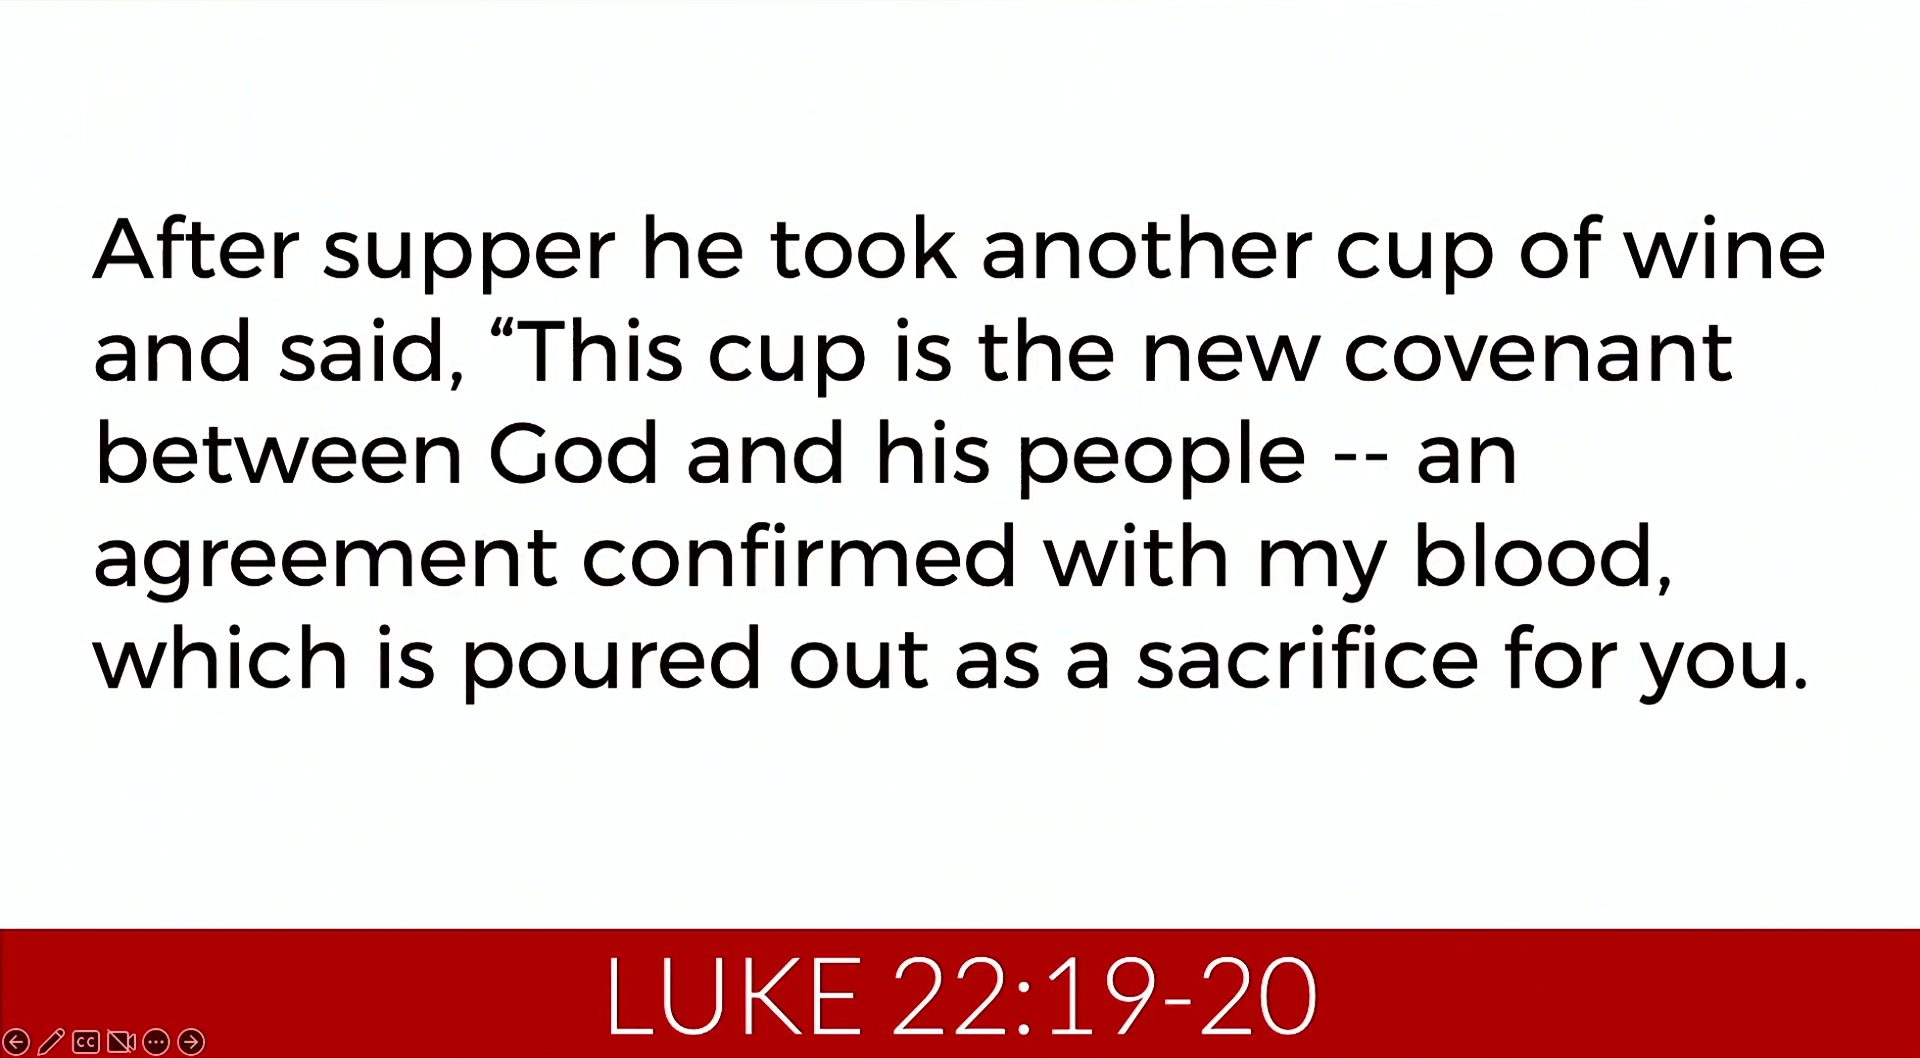 After supper he took another cup of wine
and said, “This cup is the new covenant
between God and his people -- an
agreement confirmed with my blood,
which is poured out as a sacrifice for you.
LUKE 22:19-20
CC